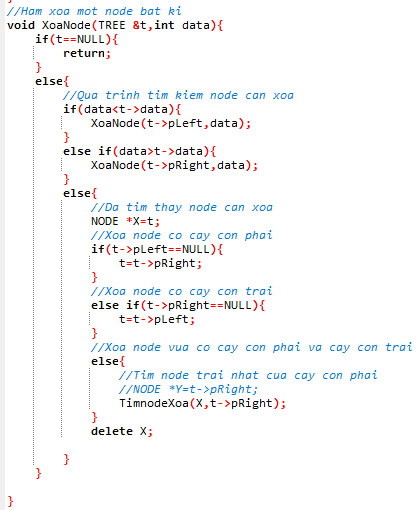 //Ham xoa mot node bat ki
void XoaNode(TREE &t,int data){
    if(t==NULL){
        return;
    }
    else{
        //Qua trinh tim kiem node can xoa
        if(data<t->data){
            XoaNode(t->pLeft,data);
        }
        else if(data>t->data){
            XoaNode(t->pRight,data);
        }
        else{
            //Da tim thay node can xoa
            NODE *X=t;
            //Xoa node co cay con phai
            if(t->pLeft==NULL){
                t=t->pRight;
            }
            //Xoa node co cay con trai
            else if(t->pRight==NULL){
                t=t->pLeft;
            }
            //Xoa node vua co cay con phai va cay con trai
            else{
                //Tim node trai nhat cua cay con phai
                //NODE *Y=t->pRight;
                TimnodeXoa(X,t->pRight);
            }
            delete X;

        }
    }

}